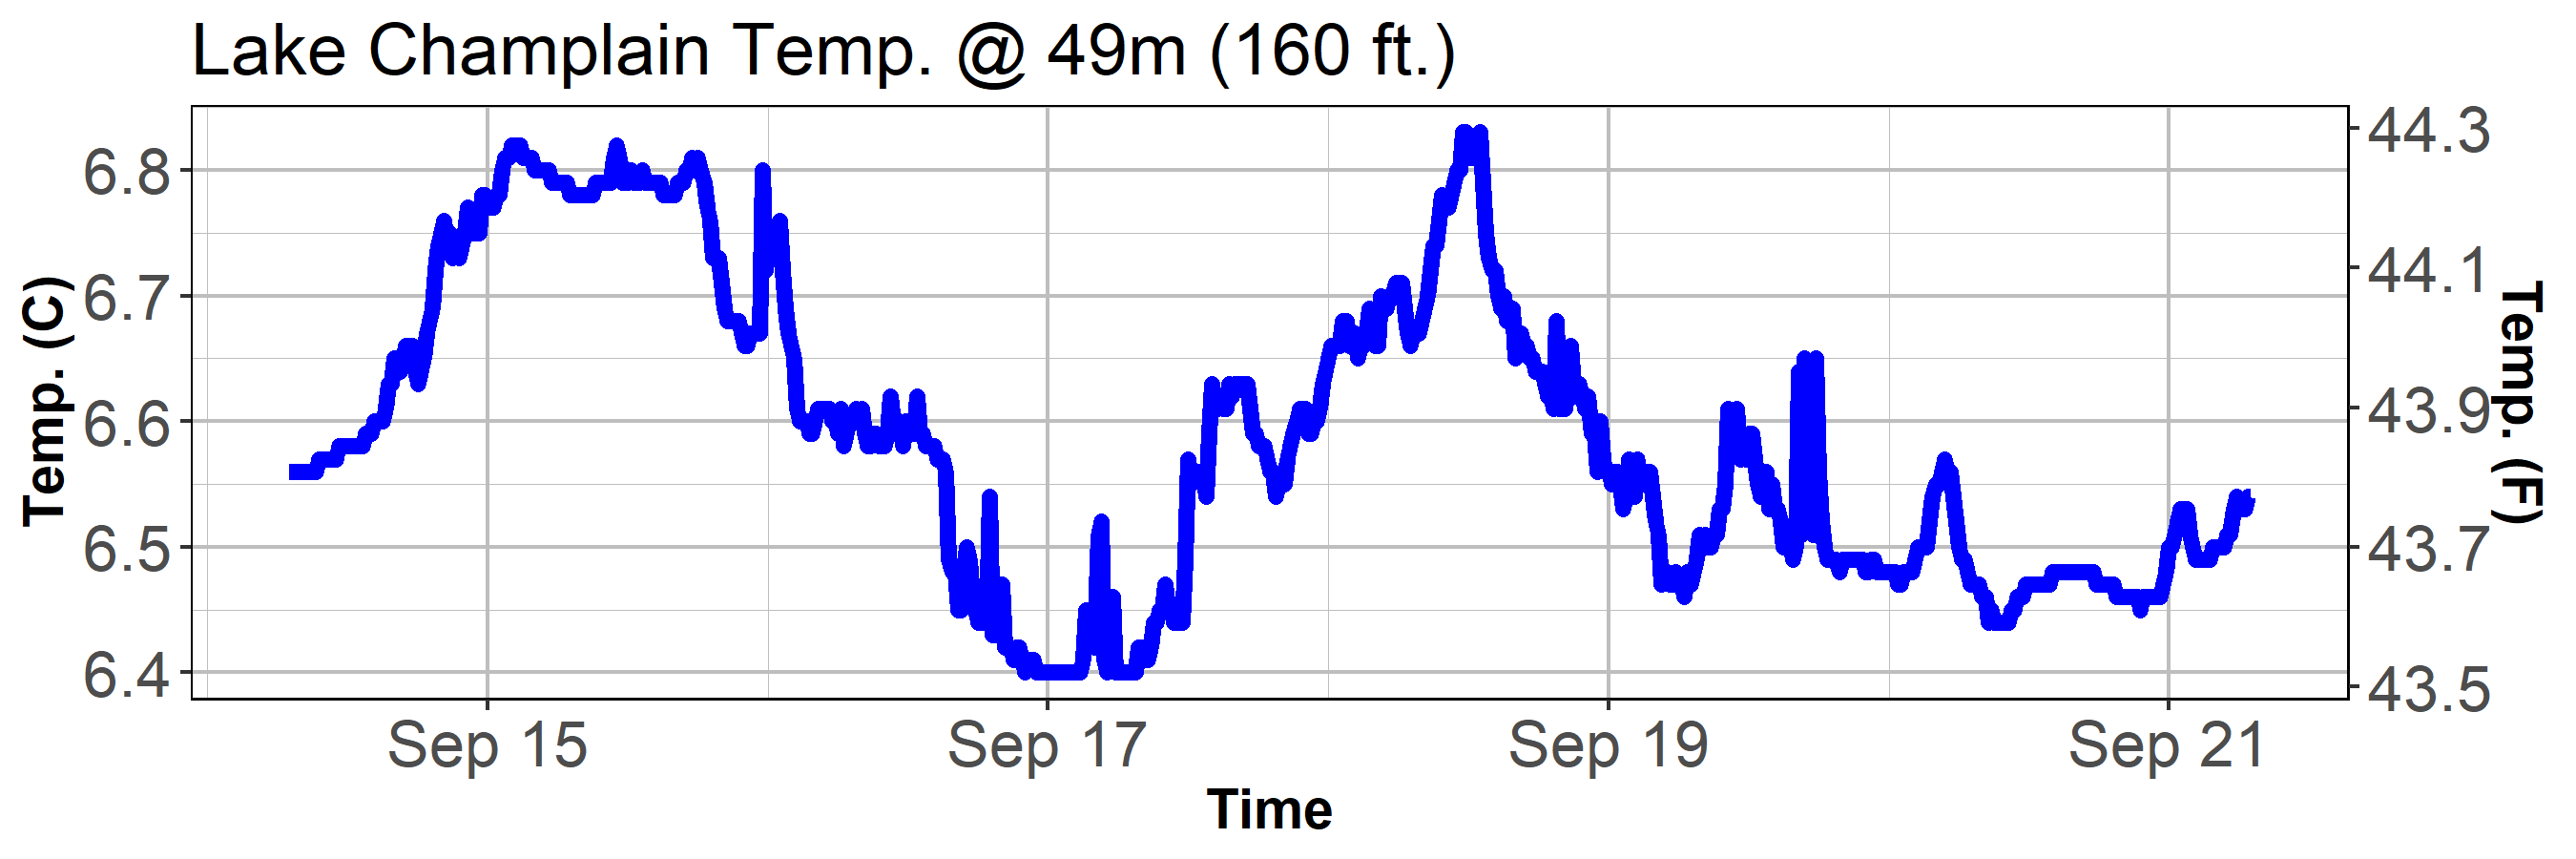 Lake Champlain Temp. @ 49m (160 ft.)
Temp. (C)
6.8
6.7
6.6
6.5
6.4
44.3
44.1
43.9
43.7
43.5
Temp. (F)
Sep 15
Sep 17
Sep 19
Sep 21
Time